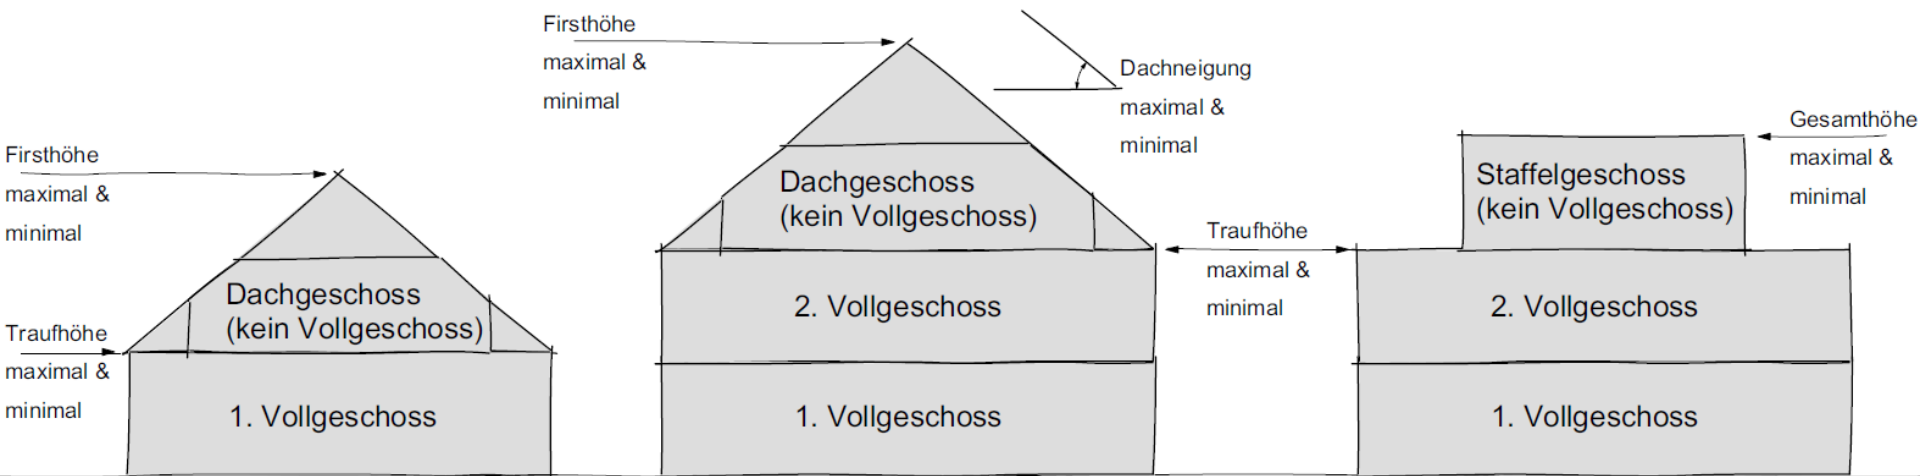 Firsthöhe
maximal &
minimal
Traufhöhe
maximal &
minimal
Dachgeschoss
(kein Vollgeschoss)
1. Vollgeschoss
Firsthöhe
maximal &
minimal
Dachneigung
maximal &
minimal
Dachgeschoss
(kein Vollgeschoss)
2. Vollgeschoss
1. Vollgeschoss
Traufhöhe
maximal &
minimal
Gesamthöhe
maximal &
minimal
Staffelgeschoss
(kein Vollgeschoss)
2. Vollgeschoss
1. Vollgeschoss